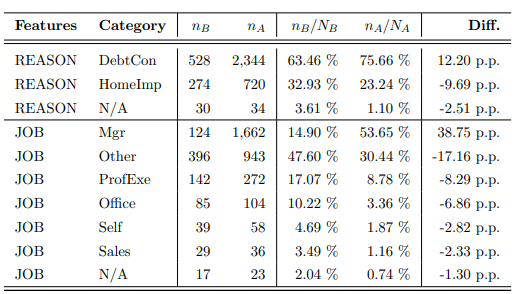 Features Category n_B n_A n_B/N_B n_A/N_A Diff.
REASON DebtCon 528 2,344 63.46 % 75.66 % 12.20 p.p.
REASON HomeImp 274 720 32.93 % 23.24 % -9.69 p.p.
REASON N/A 30 34 3.61 % 1.10 % -2.51 p.p.
JOB Mgr 124 1,662 14.90 % 53.65 % 38.75 p.p.
JOB Other 396 943 47.60 % 30.44 % -17.16 p.p.
JOB ProfExe 142 272 17.07 % 8.78 % -8.29 p.p.
JOB Office 85 104 10.22 % 3.36 % -6.86 p.p.
JOB Self 39 58 4.69 % 1.87 % -2.82 p.p.
JOB Sales 29 36 3.49 % 1.16 % -2.33 p.p.
JOB N/A 17 23 2.04 % 0.74 % -1.30 p.p.